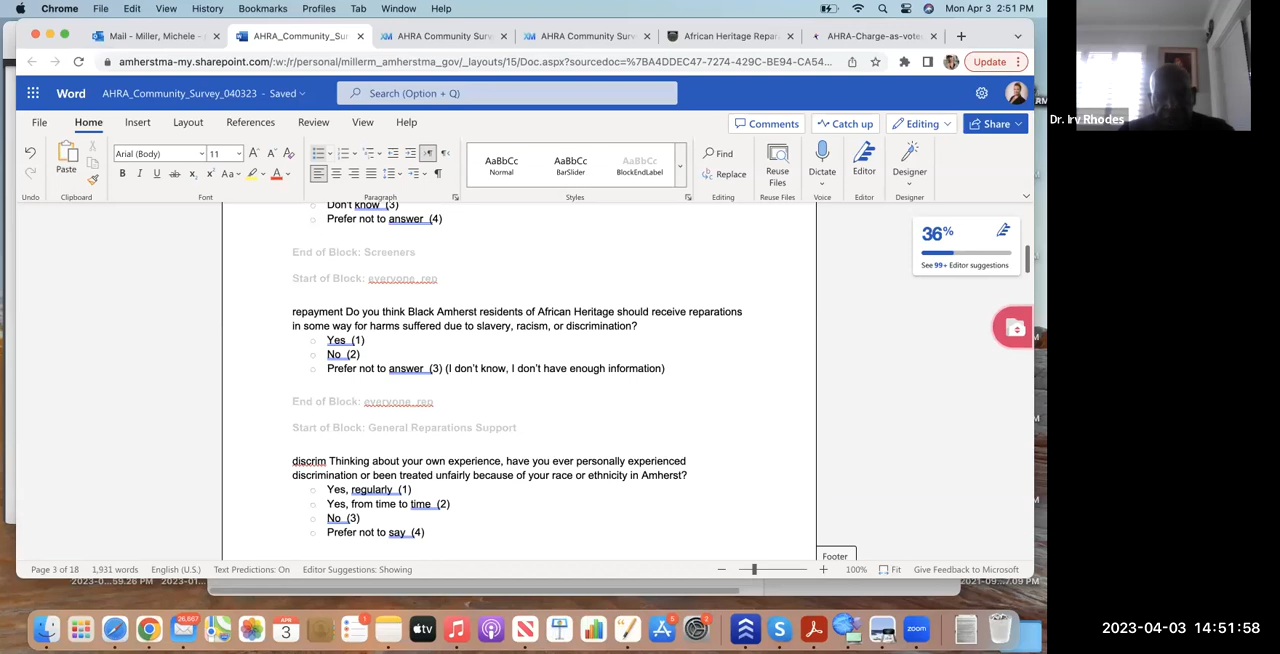 Chrome File Edit View History Bookmarks Profiles Tab Window Help Mon Apr 3 2:51 PM
Mail - Miller, Michele -
AHRA_Community_Sur
AHRA Community Surv
AHRA Community Surve
African Heritage Repar
AHRA-Charge-as-vote
amherstma-my.sharepoint.com/:w:/r/personal/millerm_amherstma_gov/_layouts/15/Doc.aspx?sourcedoc=%7BA4DDEC47-7274-429C-BE94-CA54...
Update
Word AHRA_Community_Survey_040323 - Saved
Search (Option + Q)
File Home Insert Layout References Review View Help
Comments Catch up Editing Share
Arial (Body) 11
Paste
Undo Clipboard Font Paragraph Styles Editing Reuse Files Voice Editor Designer
AaBbCc AaBbCc AaBbCc
Normal BarSlider BlockEndLabel
Find
Replace
Reuse Files
Dictate
Editor
Designer
Don't know (3)
Prefer not to answer (4)
End of Block: Screeners
Start of Block: everyone_rep
repayment Do you think Black Amherst residents of African Heritage should receive reparations
in some way for harms suffered due to slavery, racism, or discrimination?
Yes (1)
No (2)
Prefer not to answer (3) (I don't know, I don't have enough information)
End of Block: everyone_rep
Start of Block: General Reparations Support
discrim Thinking about your own experience, have you ever personally experienced
discrimination or been treated unfairly because of your race or ethnicity in Amherst?
Yes, regularly (1)
Yes, from time to time (2)
No (3)
Prefer not to say (4)
36%
See 99+ Editor suggestions
Footer
Page 3 of 18 1,931 words English (U.S.) Text Predictions: On Editor Suggestions: Showing 100% Fit Give Feedback to Microsoft
26,667
APR
3
tv
zoom
Dr. Irv Rhodes
2023-04-03 14:51:58